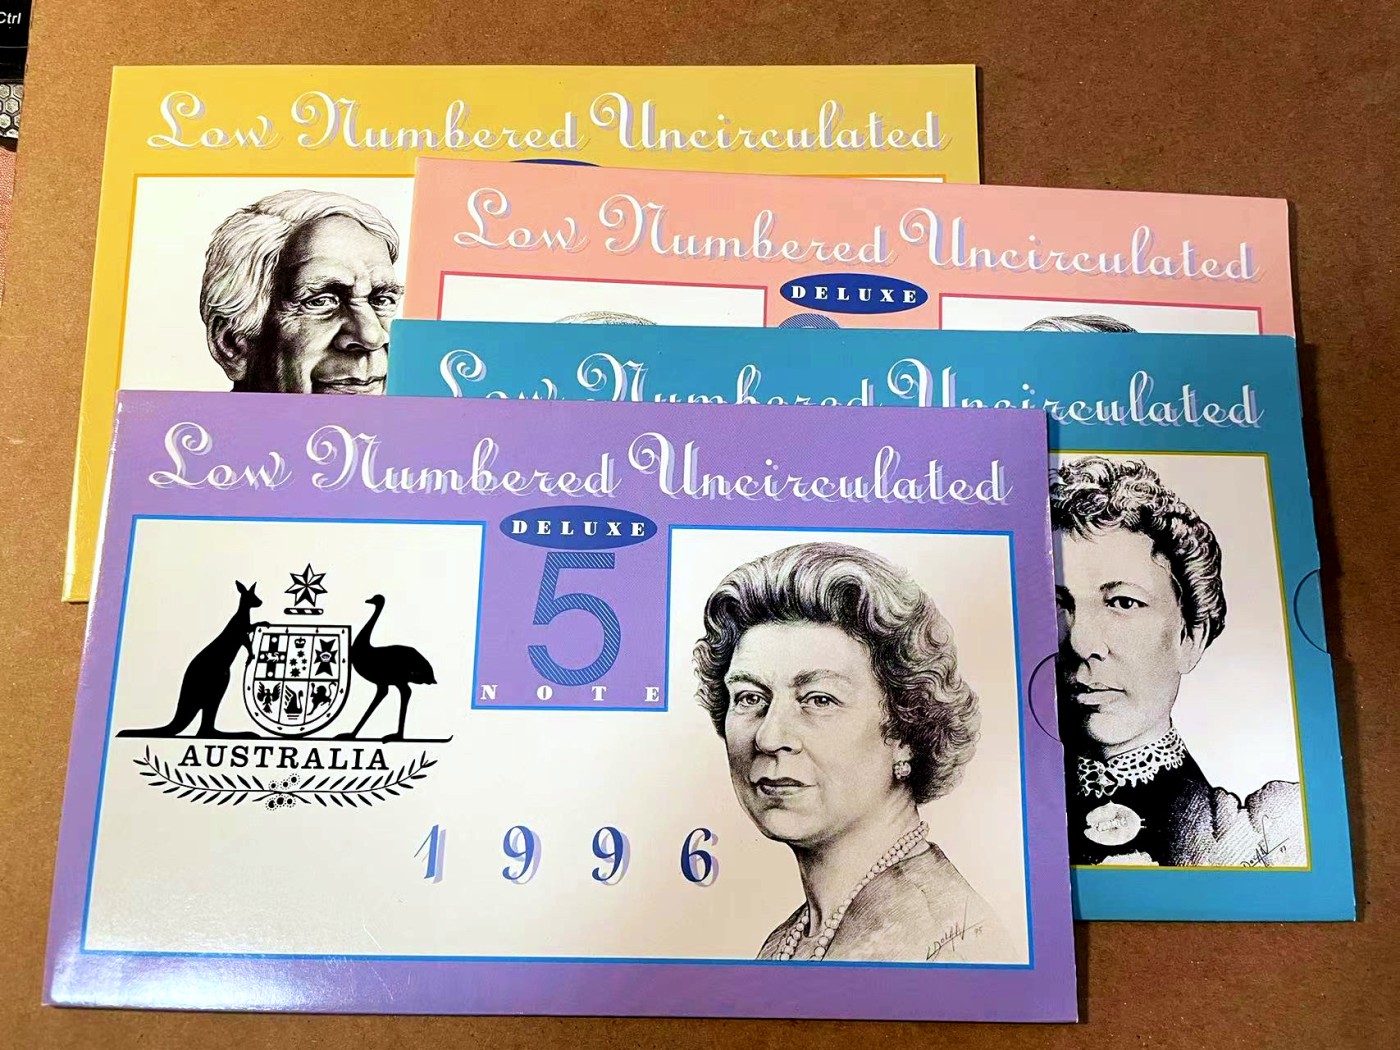 Ctrl
Low Numbered Uncirculated
Low Numbered Uncirculated
DELUXE
Low Numbered Uncirculated
Low Numbered Uncirculated
DELUXE
5
NOTE
AUSTRALIA
1996
95